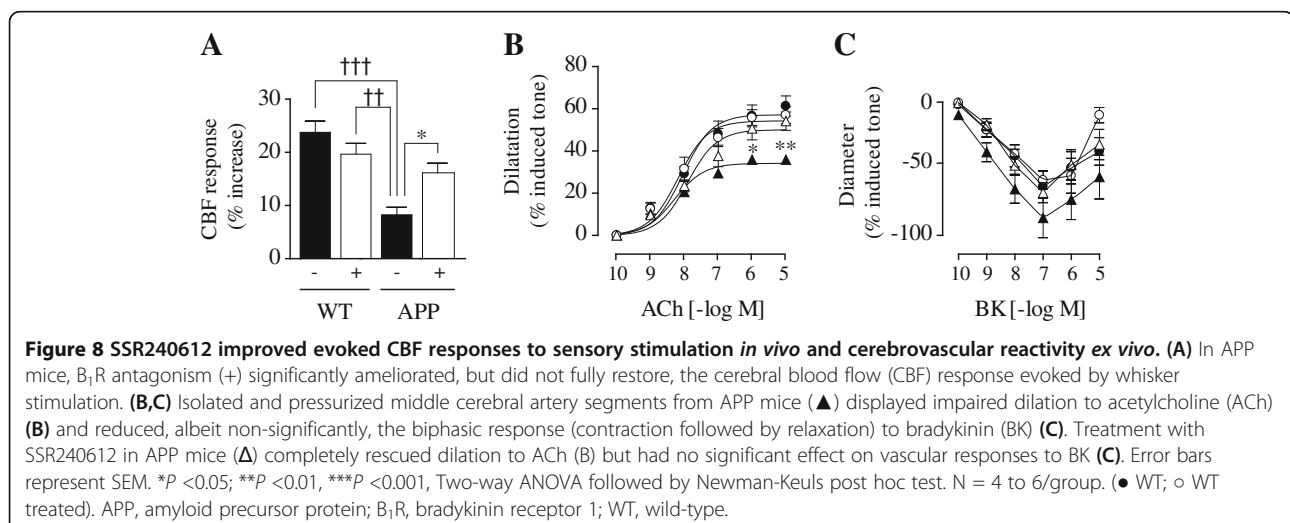 A
B
C
†††
††
*
30
20
10
0
CBF response
(% increase)
- + - +
WT APP
80
60
40
20
0
Dilatation
(% induced tone)
* **
10 9 8 7 6 5
ACh [-log M]
-0
-50
-100
Diameter
(% induced tone)
10 9 8 7 6 5
BK [-log M]
Figure 8 SSR240612 improved evoked CBF responses to sensory stimulation in vivo and cerebrovascular reactivity ex vivo. (A) In APP
mice, B₁R antagonism (+) significantly ameliorated, but did not fully restore, the cerebral blood flow (CBF) response evoked by whisker
stimulation. (B,C) Isolated and pressurized middle cerebral artery segments from APP mice (▲) displayed impaired dilation to acetylcholine (ACh)
(B) and reduced, albeit non-significantly, the biphasic response (contraction followed by relaxation) to bradykinin (BK) (C). Treatment with
SSR240612 in APP mice (Δ) completely rescued dilation to ACh (B) but had no significant effect on vascular responses to BK (C). Error bars
represent SEM. *P <0.05; **P <0.01, ***P <0.001, Two-way ANOVA followed by Newman-Keuls post hoc test. N = 4 to 6/group. (● WT; ○ WT
treated). APP, amyloid precursor protein; B₁R, bradykinin receptor 1; WT, wild-type.